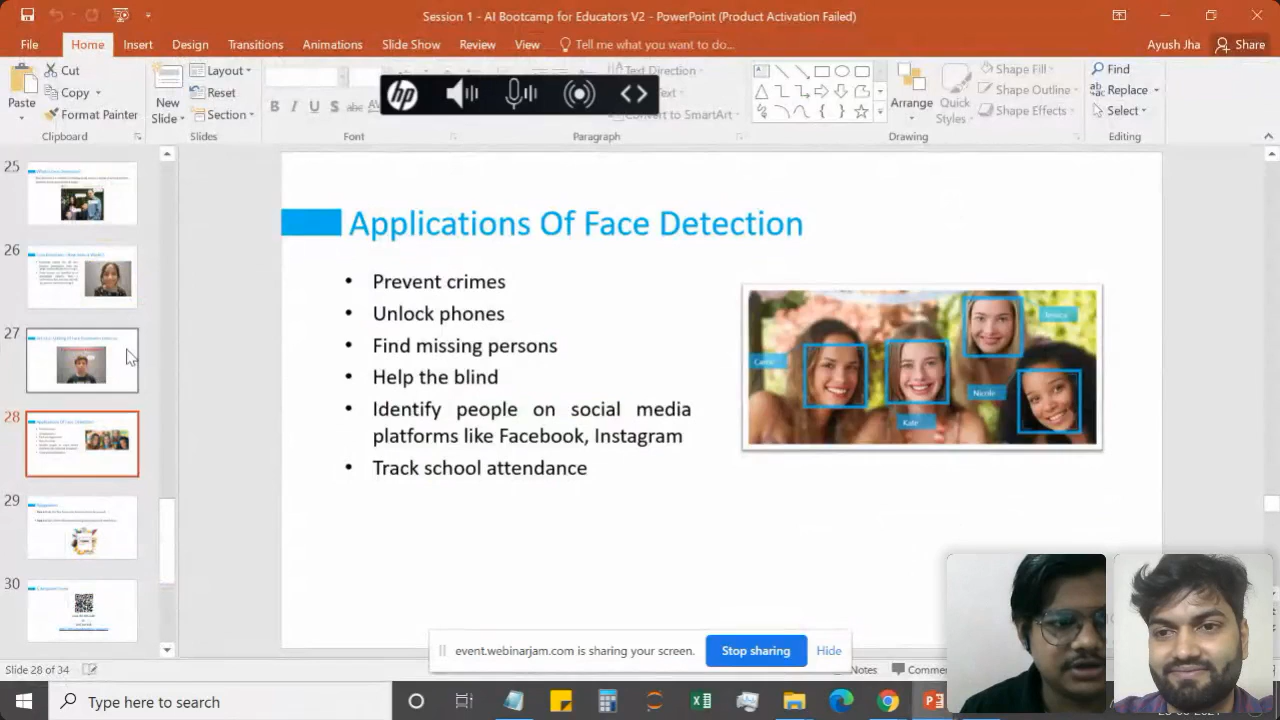 Session 1 - AI Bootcamp for Educators V2 - PowerPoint (Product Activation Failed)
File Home Insert Design Transitions Animations Slide Show Review View Tell me what you want to do... Ayush Jha Share
Paste
Cut
Copy
Format Painter
Clipboard
New Slide
Layout
Reset
Section
Slides
B I U S abc AV
Font
hp
Text Direction
Text
Convert to SmartArt
Paragraph
Arrange
Quick Styles
Shape Fill
Shape Outline
Shape Effects
Drawing
Find
Replace
Select
Editing
25
26
27
28
29
30
Applications Of Face Detection
• Prevent crimes
• Unlock phones
• Find missing persons
• Help the blind
• Identify people on social media
platforms like Facebook, Instagram
• Track school attendance
Jessica
Nicole
Kate
event.webinarjam.com is sharing your screen. Stop sharing Hide
Slide 28 of 34
Notes
Type here to search